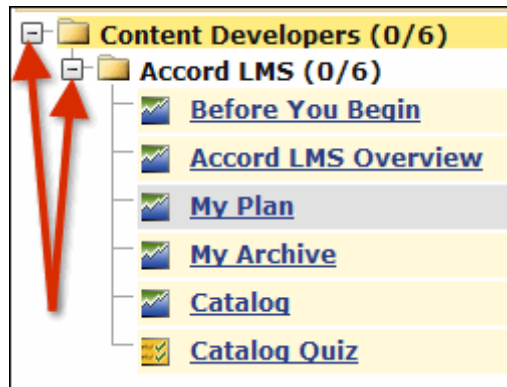 Content Developers (0/6)
Accord LMS (0/6)
Before You Begin
Accord LMS Overview
My Plan
My Archive
Catalog
Catalog Quiz